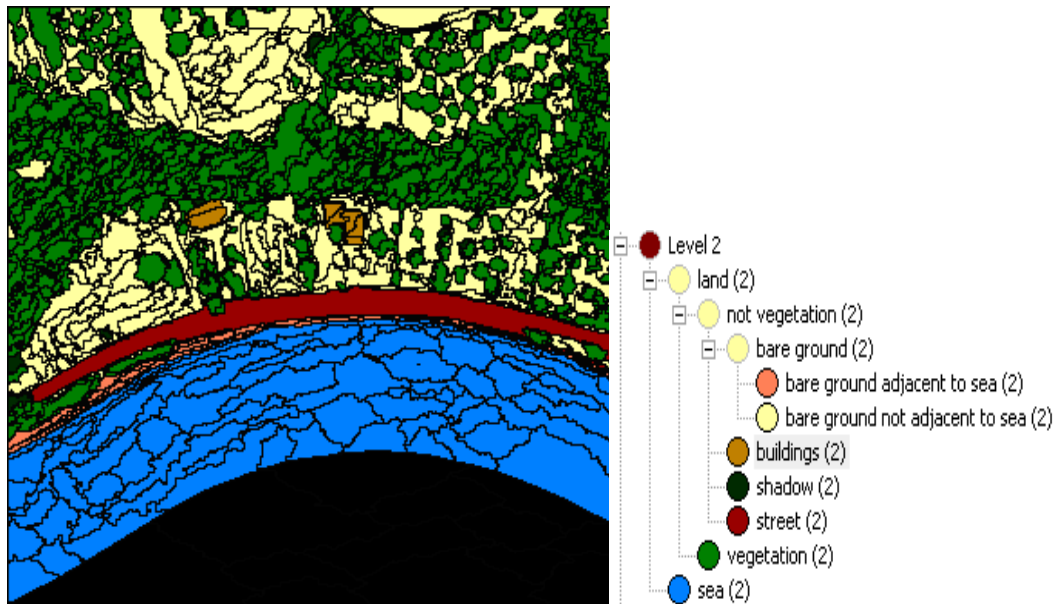 Level 2
land (2)
not vegetation (2)
bare ground (2)
bare ground adjacent to sea (2)
bare ground not adjacent to sea (2)
buildings (2)
shadow (2)
street (2)
vegetation (2)
sea (2)